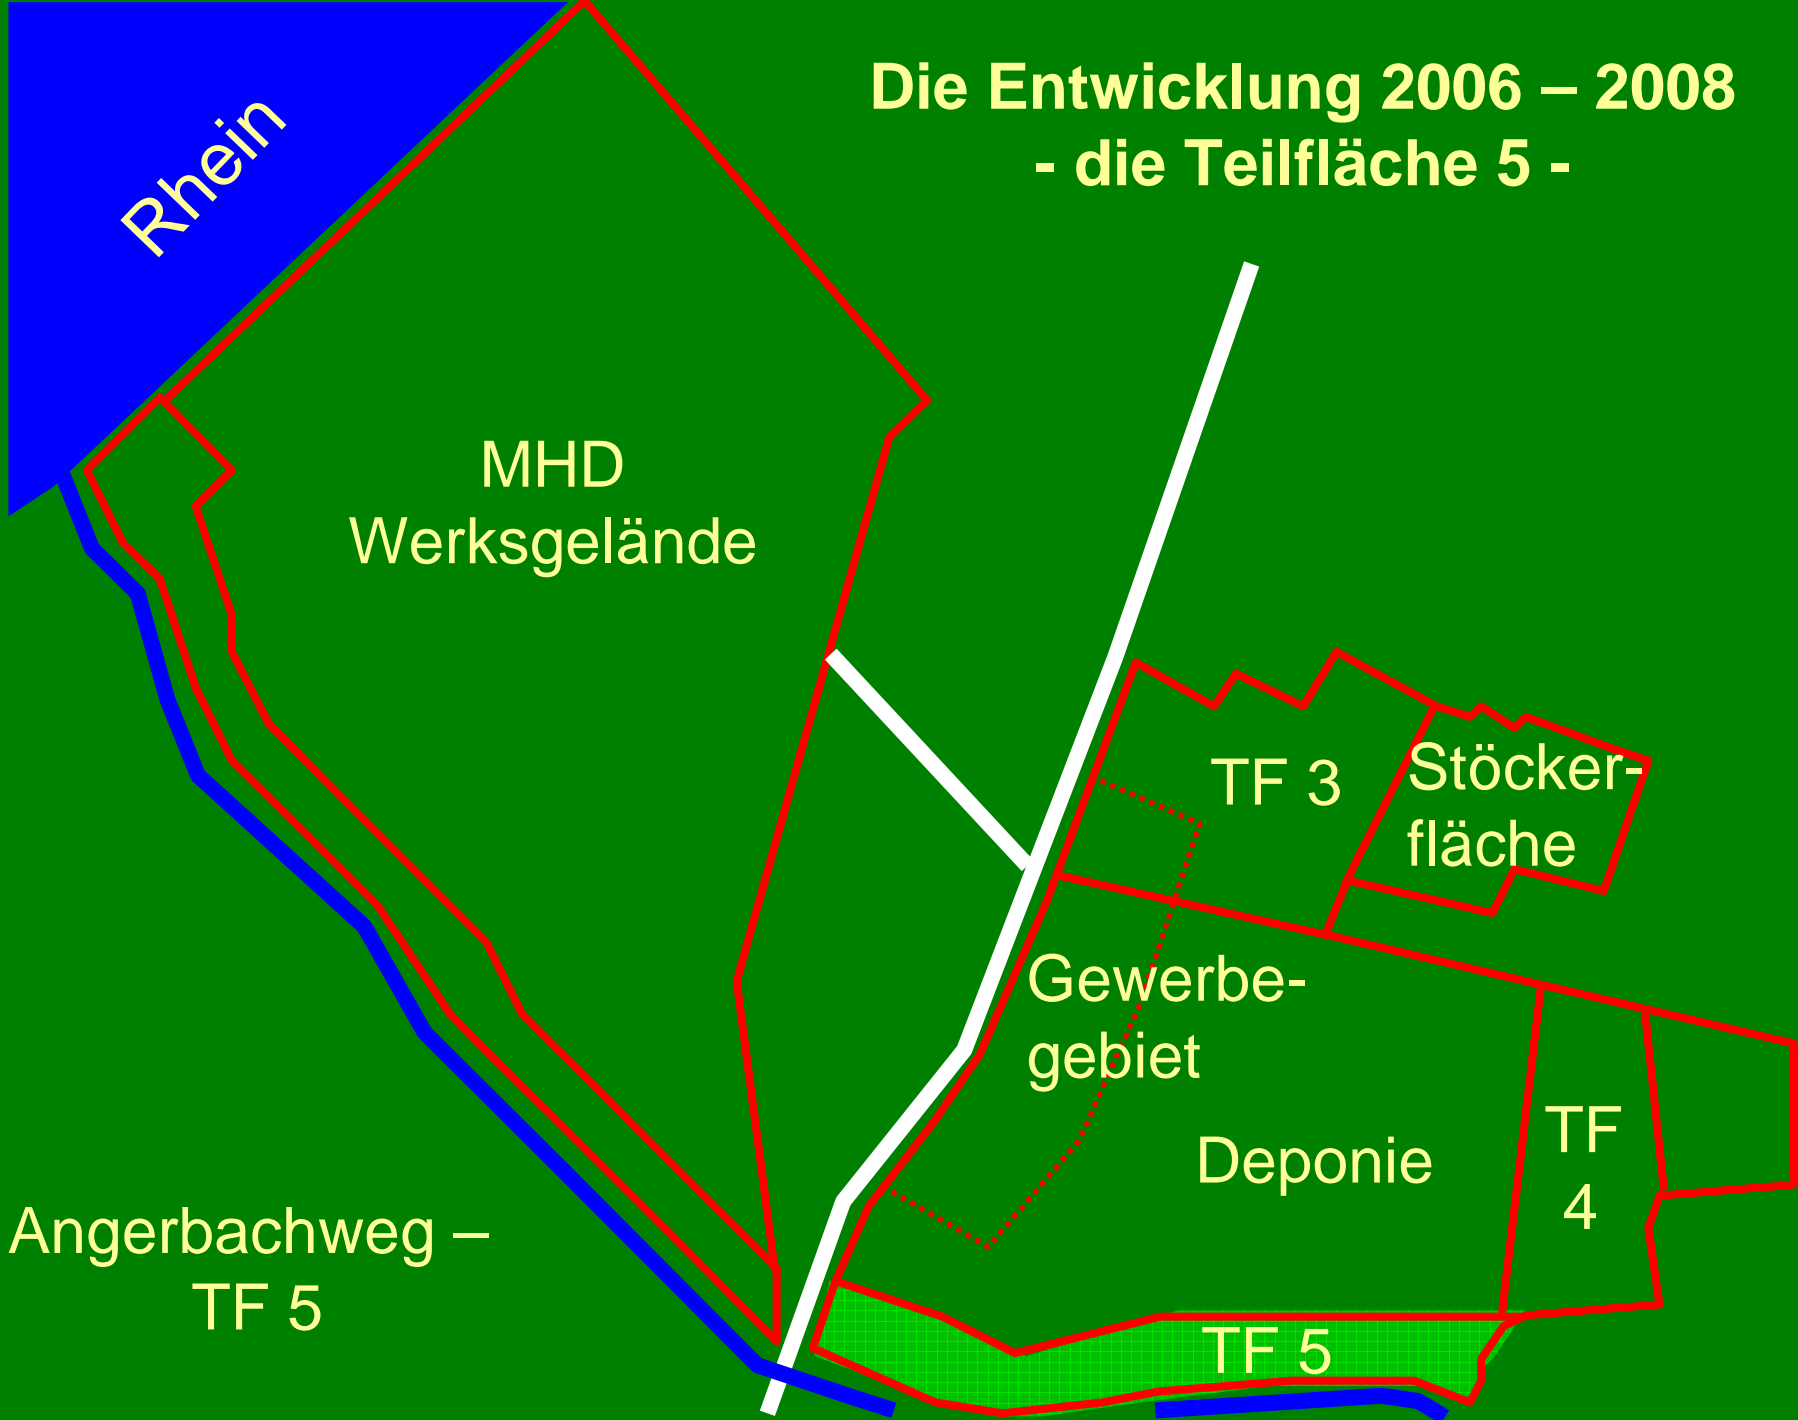 Die Entwicklung 2006 – 2008
- die Teilfläche 5 -
Rhein
MHD
Werksgelände
TF 3
Stöcker-
fläche
Gewerbe-
gebiet
Deponie
TF
4
Angerbachweg –
TF 5
TF 5